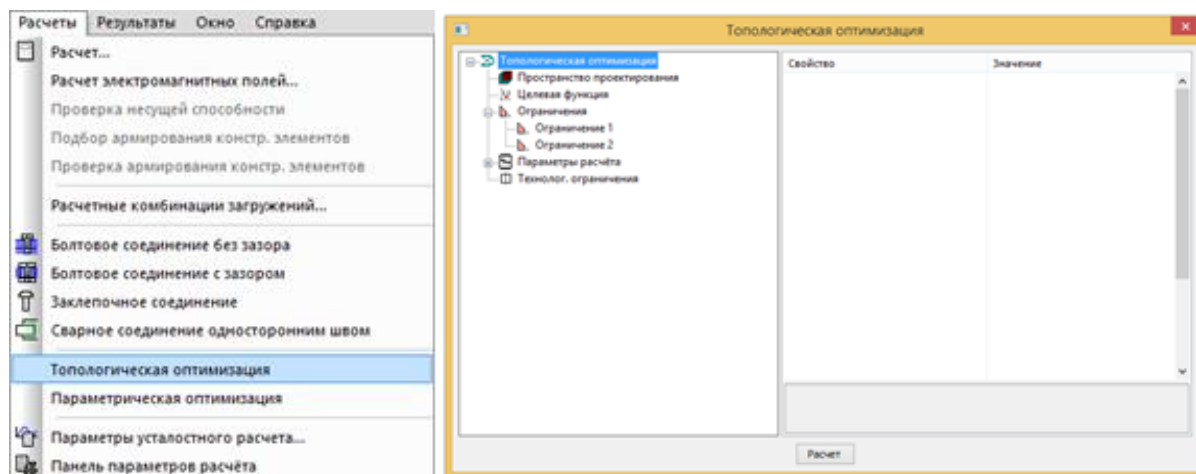 Расчеты Результаты Окно Справка
Расчет...
Расчет электромагнитных полей...
Проверка несущей способности
Подбор армирования констр. элементов
Проверка армирования констр. элементов
Расчетные комбинации загружений...
Болтовое соединение без зазора
Болтовое соединение с зазором
Заклепочное соединение
Сварное соединение односторонним швом
Топологическая оптимизация
Параметрическая оптимизация
Параметры усталостного расчета...
Панель параметров расчёта
Топологическая оптимизация
Топологическая оптимизация
Пространство проектирования
Целевая функция
Ограничения
Ограничение 1
Ограничение 2
Параметры расчёта
Технолог. ограничения
Свойство Значение
Расчет